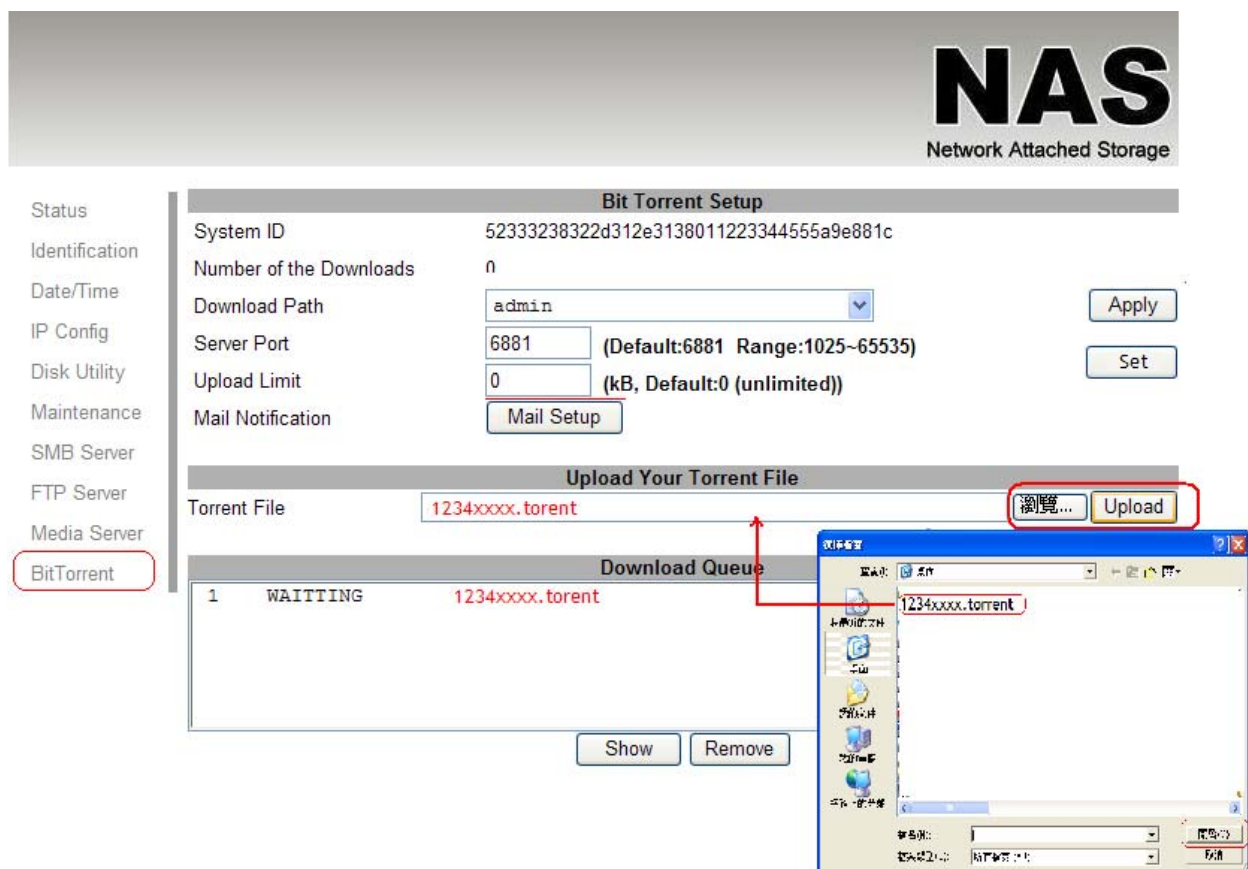 NAS
Network Attached Storage
Status
Identification
Date/Time
IP Config
Disk Utility
Maintenance
SMB Server
FTP Server
Media Server
BitTorrent
Bit Torrent Setup
System ID 52333238322d312e3138011223344555a9e881c
Number of the Downloads 0
Download Path admin Apply
Server Port 6881 (Default:6881 Range:1025~65535)
Set
Upload Limit 0 (kB, Default:0 (unlimited))
Mail Notification Mail Setup
Upload Your Torrent File
Torrent File 1234xxxx.torent 瀏覽... Upload
Download Queue
1 WAITTING 1234xxxx.torent
Show Remove
1234xxxx.torrent